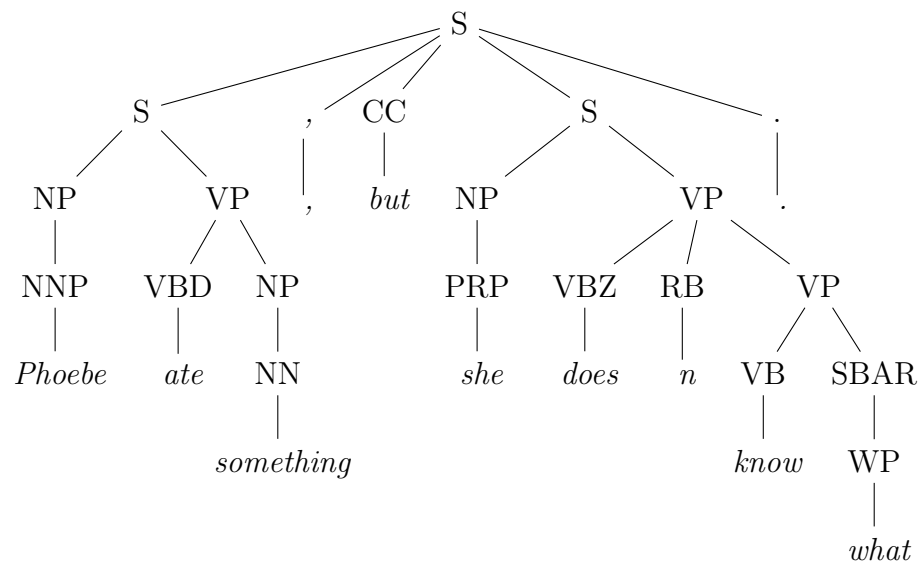 S
S , CC S .
NP VP , but NP VP .
NNP VBD NP PRP VBZ RB VP
Phoebe ate NN she does n VB SBAR
something know WP
what